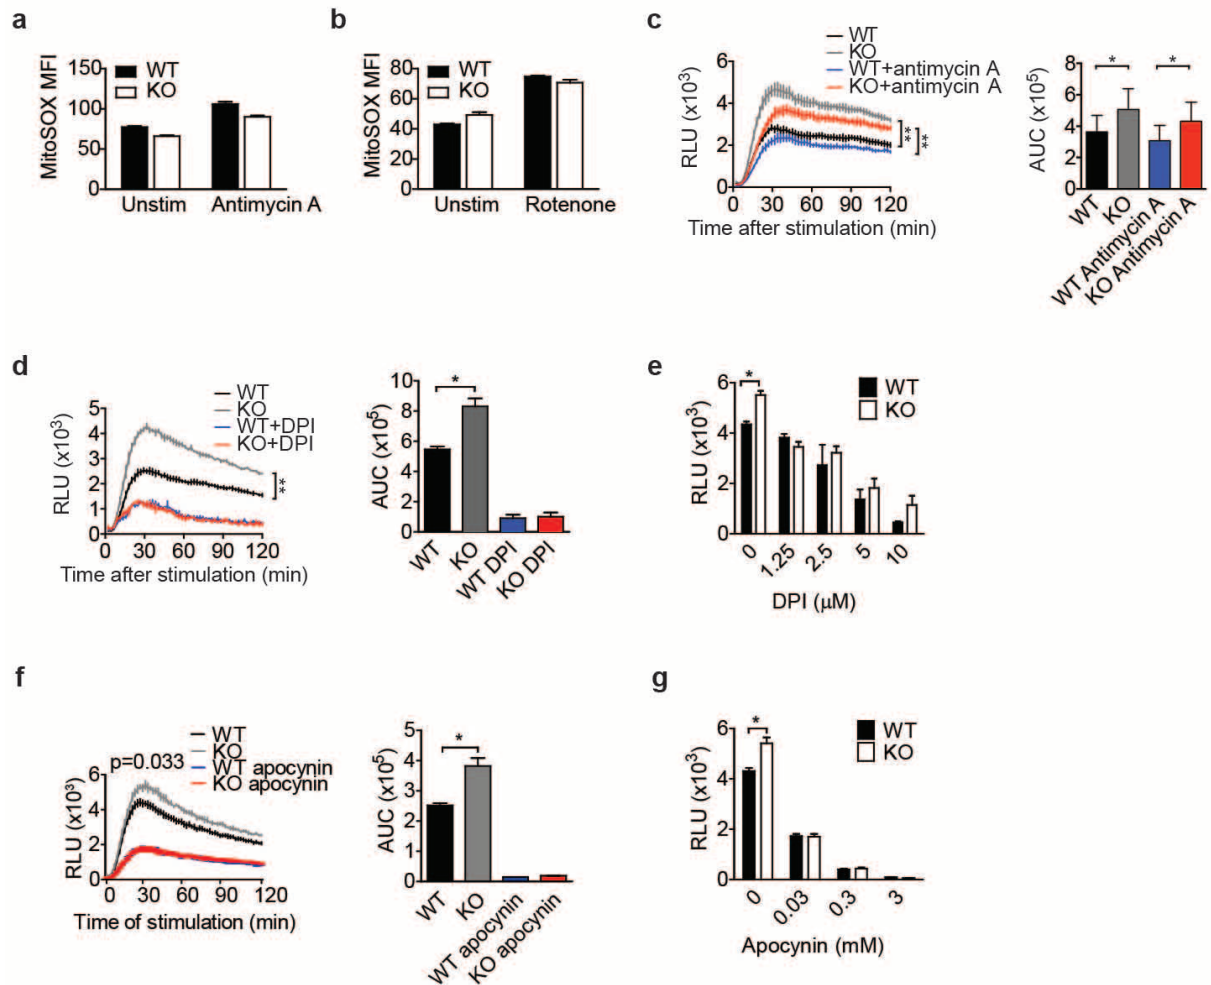 a
MitoSOX MFI
150
100
50
0
WT
KO
Unstim
Antimycin A
b
MitoSOX MFI
80
60
40
20
0
WT
KO
Unstim
Rotenone
c
WT
KO
WT+antimycin A
KO+antimycin A
RLU (x10³)
6
5
4
3
2
1
0
**
**
0 30 60 90 120
Time after stimulation (min)
AUC (x10⁵)
8
6
4
2
0
*
*
WT
KO
WT Antimycin A
KO Antimycin A
d
WT
KO
WT+DPI
KO+DPI
RLU (x10³)
5
4
3
2
1
0
**
0 30 60 90 120
Time after stimulation (min)
AUC (x10⁵)
10
8
6
4
2
0
*
WT
KO
WT DPI
KO DPI
e
RLU (x10³)
6
4
2
0
*
WT
KO
0
1.25
2.5
5
10
DPI (μM)
f
WT
KO
WT apocynin
KO apocynin
p=0.033
RLU (x10³)
6
4
2
0
0 30 60 90 120
Time of stimulation (min)
AUC (x10⁵)
5
4
3
2
1
0
*
WT
KO
WT apocynin
KO apocynin
g
RLU (x10³)
6
4
2
0
*
WT
KO
0
0.03
0.3
3
Apocynin (mM)